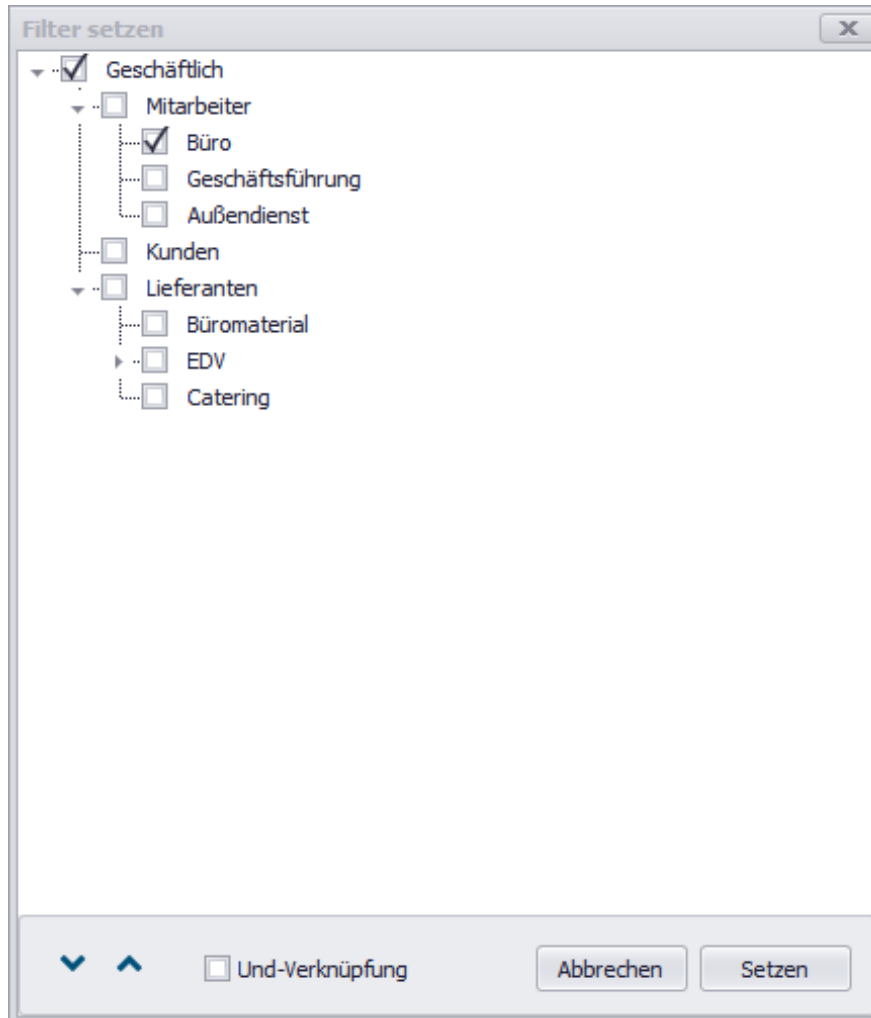 Filter setzen
Geschäftlich
Mitarbeiter
Büro
Geschäftsführung
Außendienst
Kunden
Lieferanten
Büromaterial
EDV
Catering
Und-Verknüpfung Abbrechen Setzen